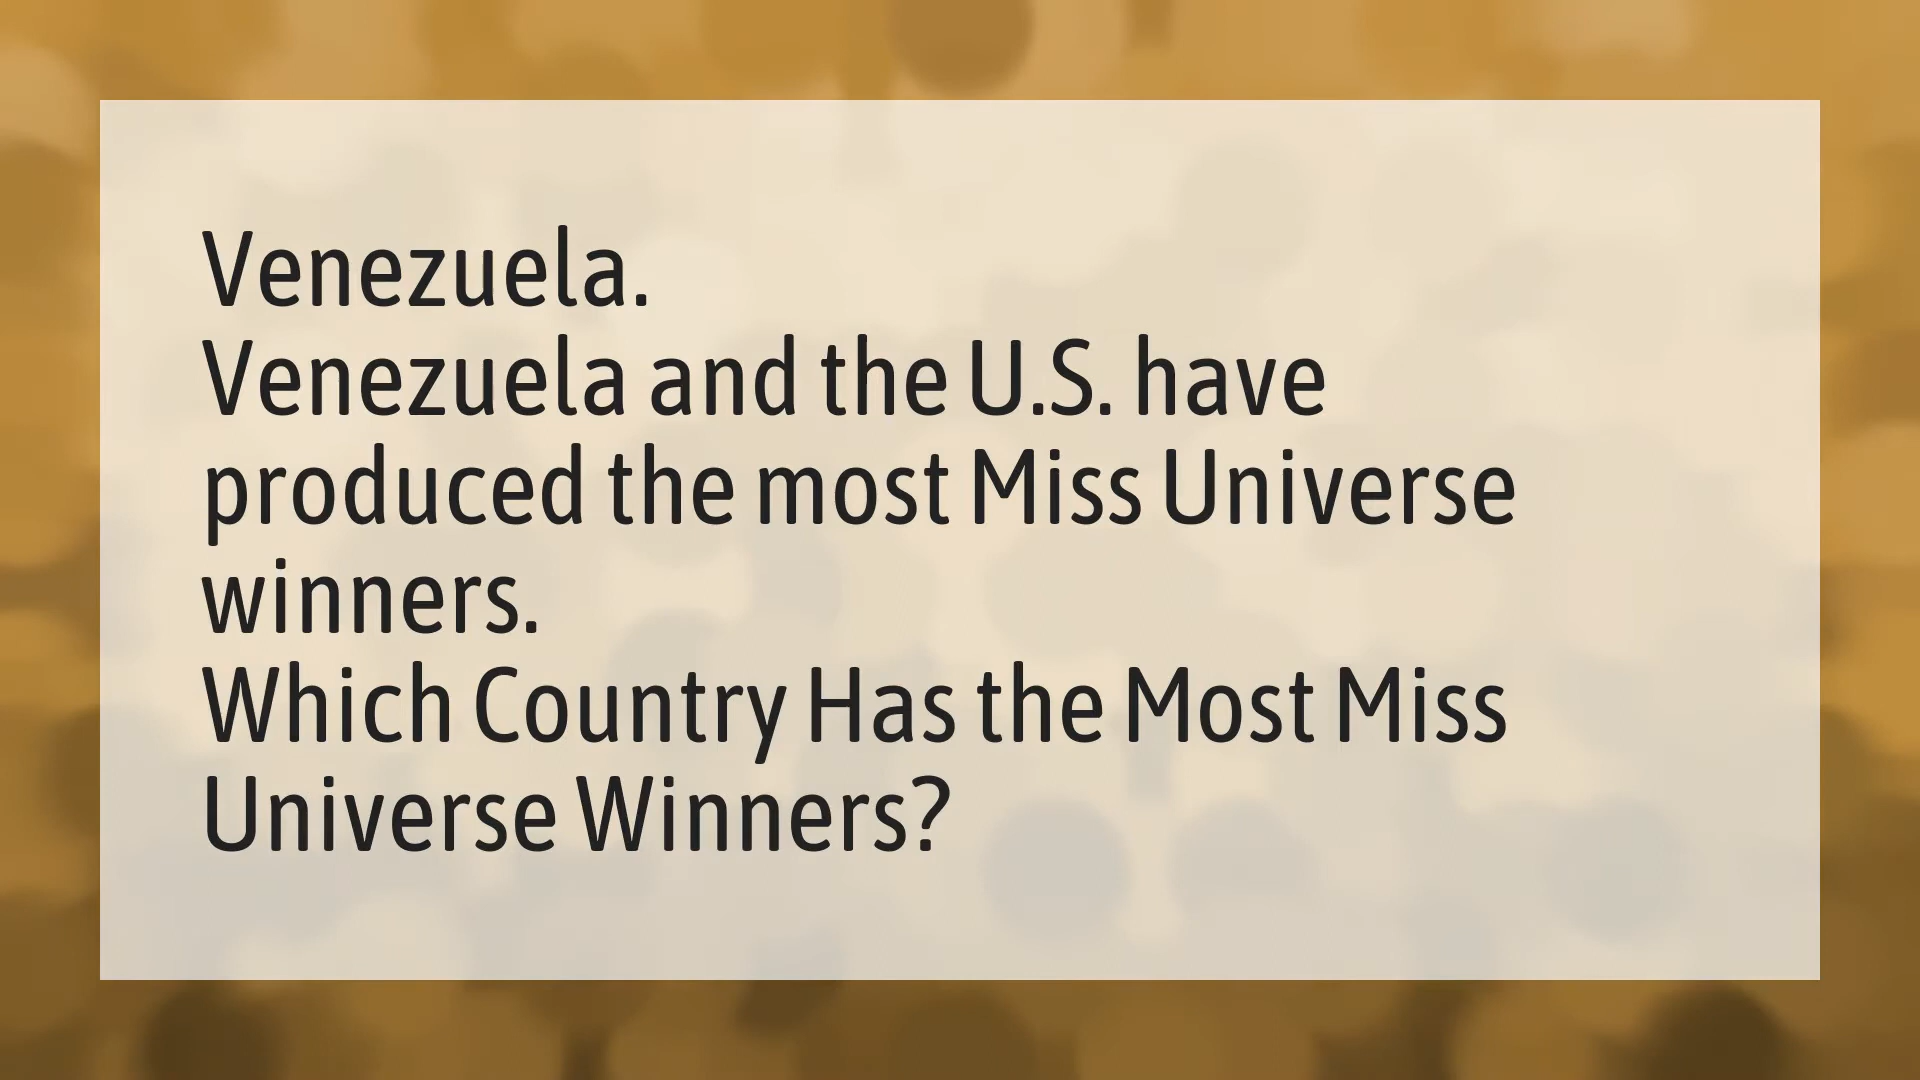 Venezuela.
Venezuela and the U.S. have
produced the most Miss Universe
winners.
Which Country Has the Most Miss
Universe Winners?